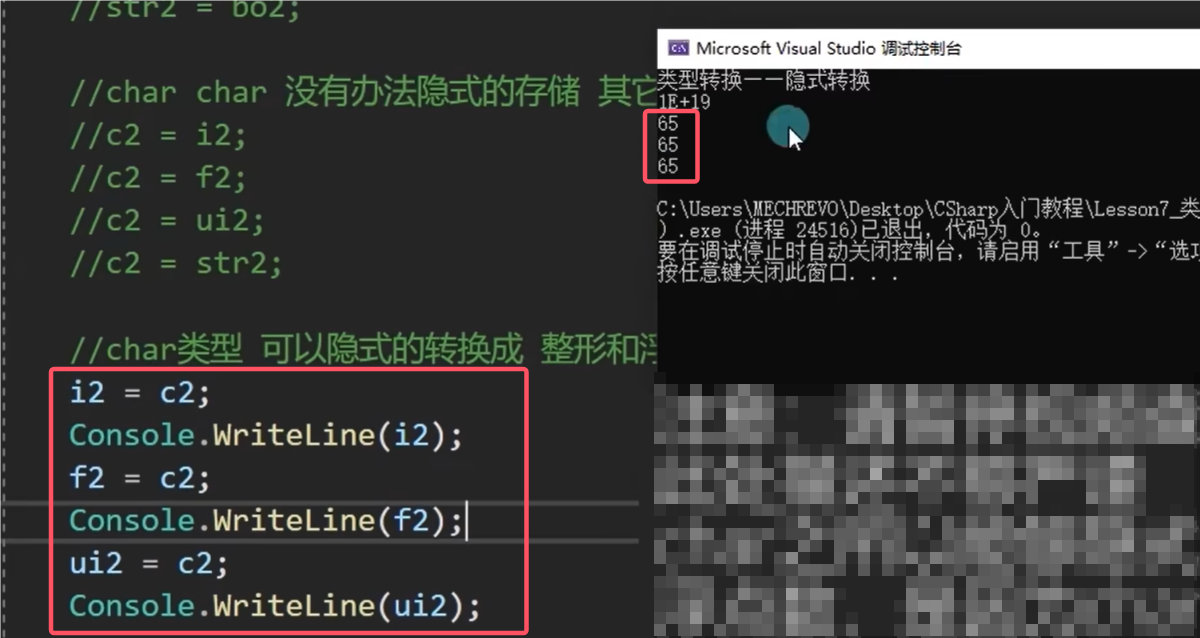 //str2 = bo2;
//char char 没有办法隐式的存储 其它
//c2 = i2;
//c2 = f2;
//c2 = ui2;
//c2 = str2;
//char类型 可以隐式的转换成 整形和浮
i2 = c2;
Console.WriteLine(i2);
f2 = c2;
Console.WriteLine(f2);
ui2 = c2;
Console.WriteLine(ui2);
Microsoft Visual Studio 调试控制台
类型转换——隐式转换
1E+19
65
65
65
C:\Users\MECHREVO\Desktop\CSharp入门教程\Lesson7_类
).exe (进程 24516)已退出，代码为 0。
要在调试停止时自动关闭控制台，请启用“工具”->“选项
按任意键关闭此窗口. . .